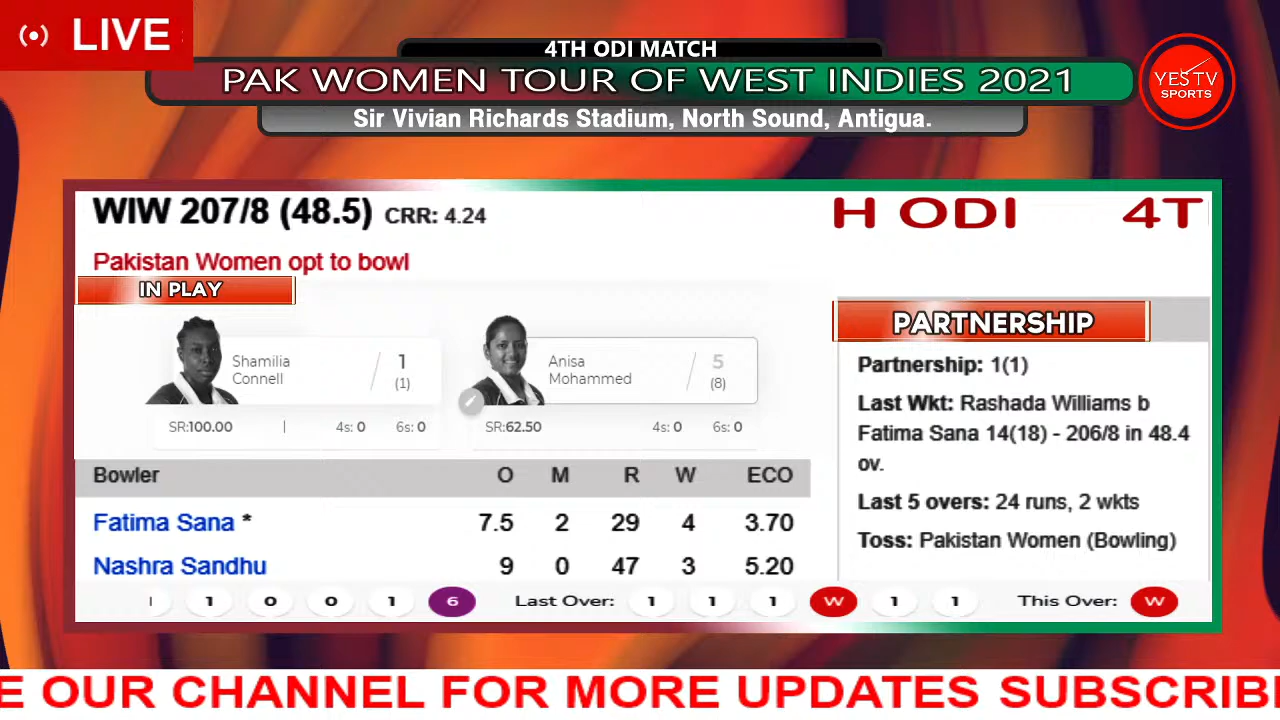 LIVE
4TH ODI MATCH
PAK WOMEN TOUR OF WEST INDIES 2021
Sir Vivian Richards Stadium, North Sound, Antigua.
YES TV
SPORTS
WIW 207/8 (48.5) CRR: 4.24
H ODI 4T
Pakistan Women opt to bowl
IN PLAY
Shamilia
Connell
1
(1)
SR:100.00 | 4s: 0 6s: 0
Anisa
Mohammed
5
(8)
SR:62.50 4s: 0 6s: 0
Bowler O M R W ECO
Fatima Sana * 7.5 2 29 4 3.70
Nashra Sandhu 9 0 47 3 5.20
PARTNERSHIP
Partnership: 1(1)
Last Wkt: Rashada Williams b
Fatima Sana 14(18) - 206/8 in 48.4
ov.
Last 5 overs: 24 runs, 2 wkts
Toss: Pakistan Women (Bowling)
1 0 0 1 6 Last Over: 1 1 1 W 1 1 This Over: W
E OUR CHANNEL FOR MORE UPDATES SUBSCRIB